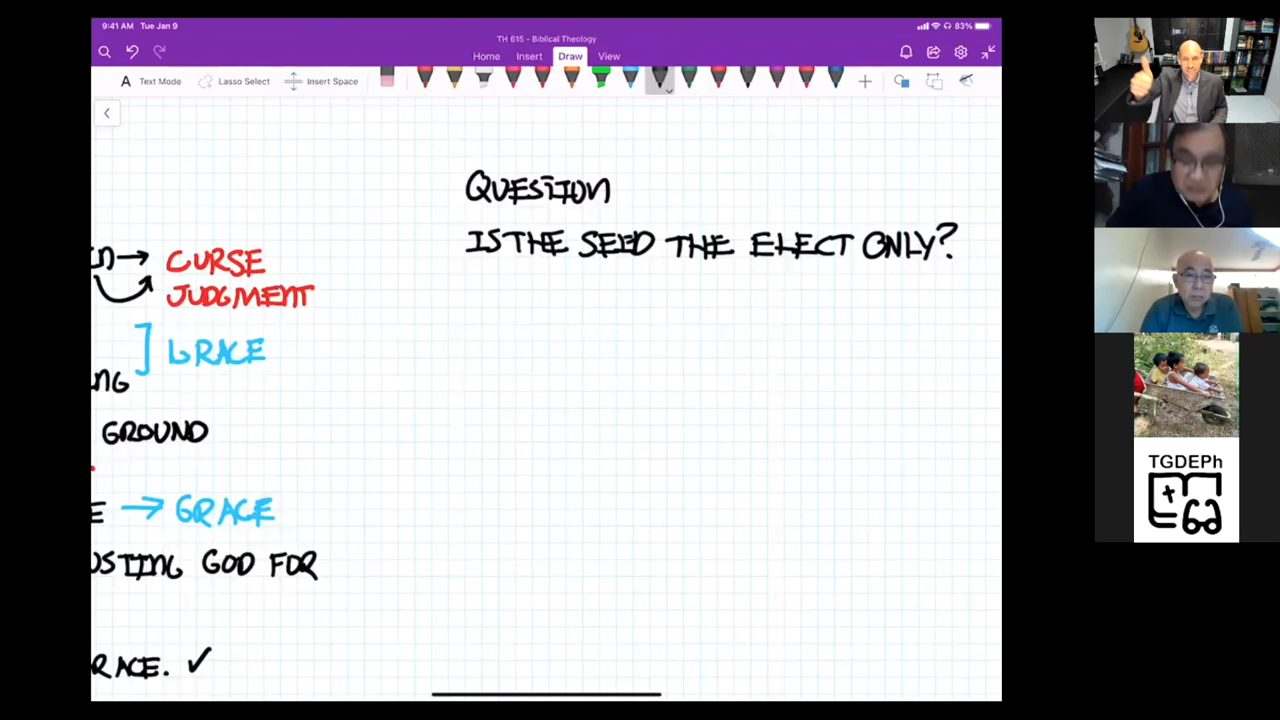 9:41 AM Tue Jan 9
83%
TH 615 - Biblical Theology
Home Insert Draw View
Text Mode Lasso Select Insert Space
QUESTION
IS THE SEED THE ELECT ONLY?
CURSE
JUDGMENT
GRACE
GROUND
GRACE
GOD FOR
TGDEPh